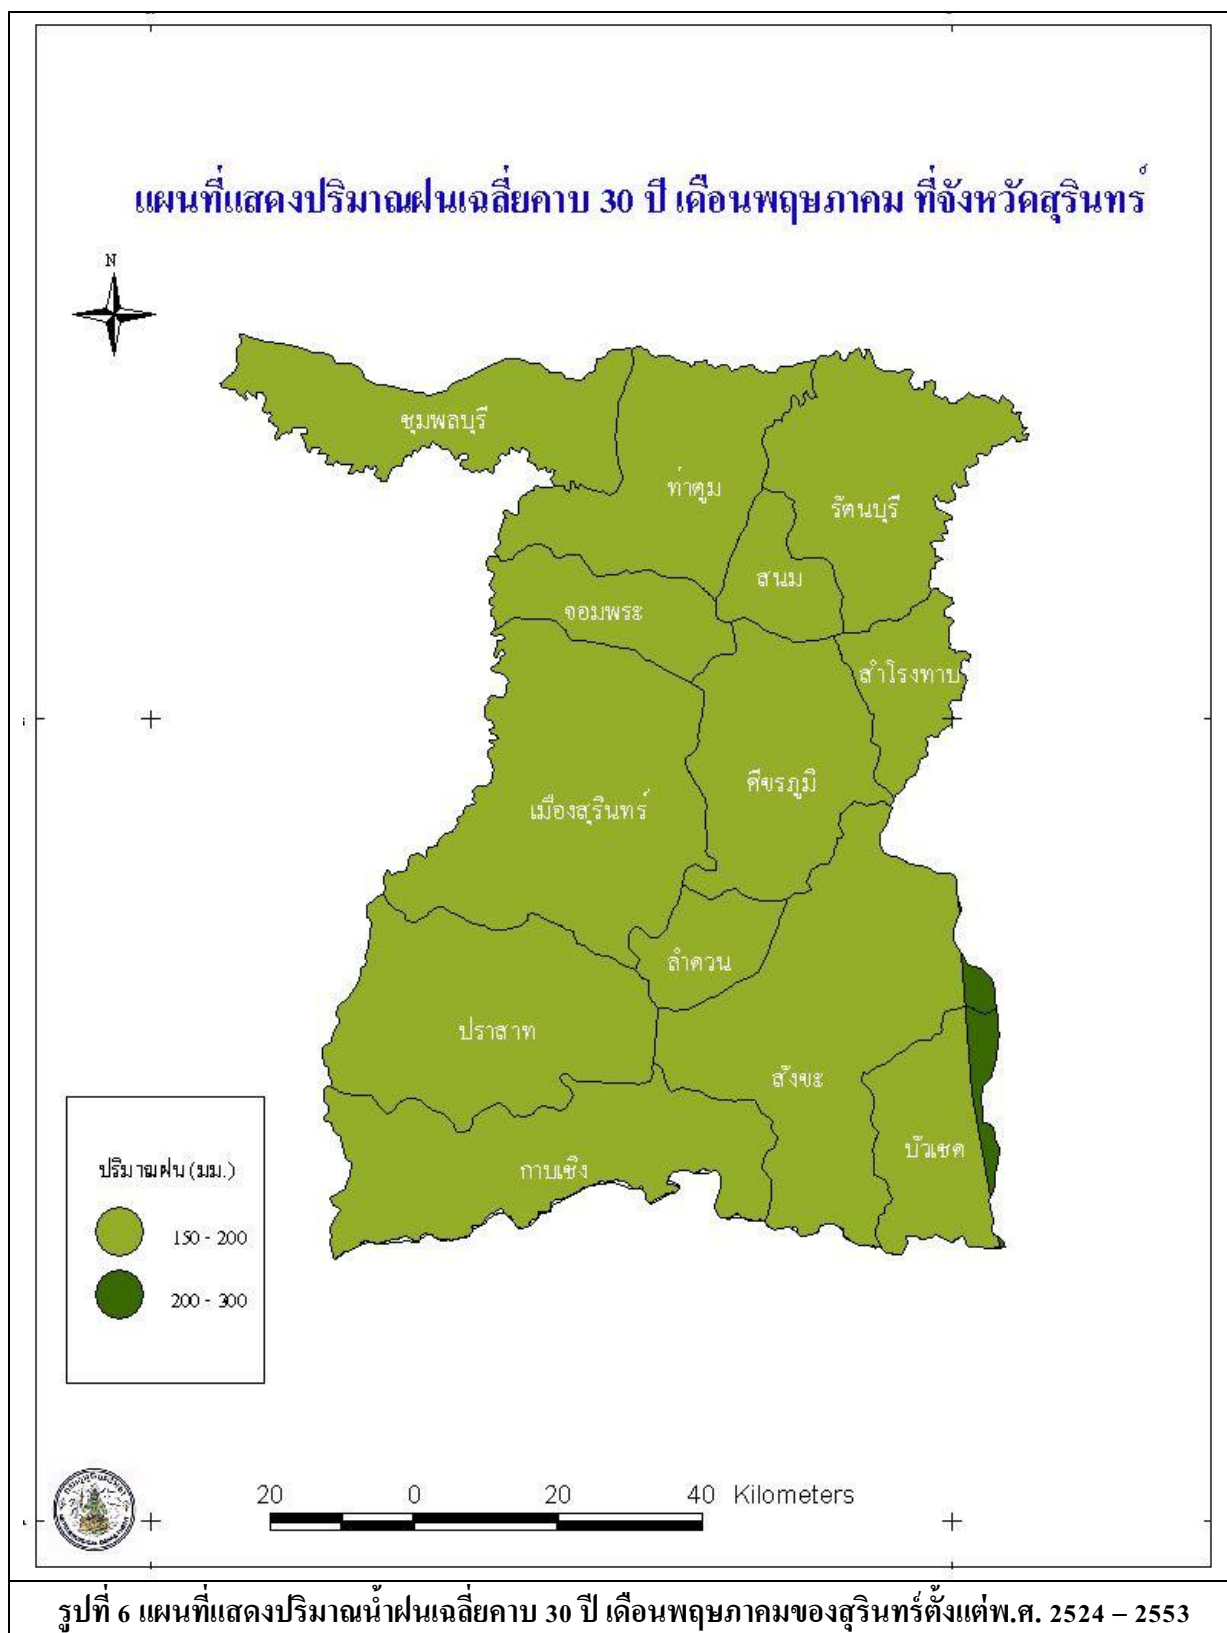 แผนที่แสดงปริมาณฝนเฉลี่ยคาบ 30 ปี เดือนพฤษภาคม ที่จังหวัดสุรินทร์
N
ชุมพลบุรี
ท่าตูม
รัตนบุรี
สนม
จอมพระ
สำโรงทาบ
ศีขรภูมิ
เมืองสุรินทร์
ลำดวน
ปราสาท
สังขะ
บัวเชด
กาบเชิง
ปริมาณฝน (มม.)
150 - 200
200 - 300
20 0 20 40 Kilometers
รูปที่ 6 แผนที่แสดงปริมาณน้ำฝนเฉลี่ยคาบ 30 ปี เดือนพฤษภาคมของสุรินทร์ตั้งแต่พ.ศ. 2524 – 2553